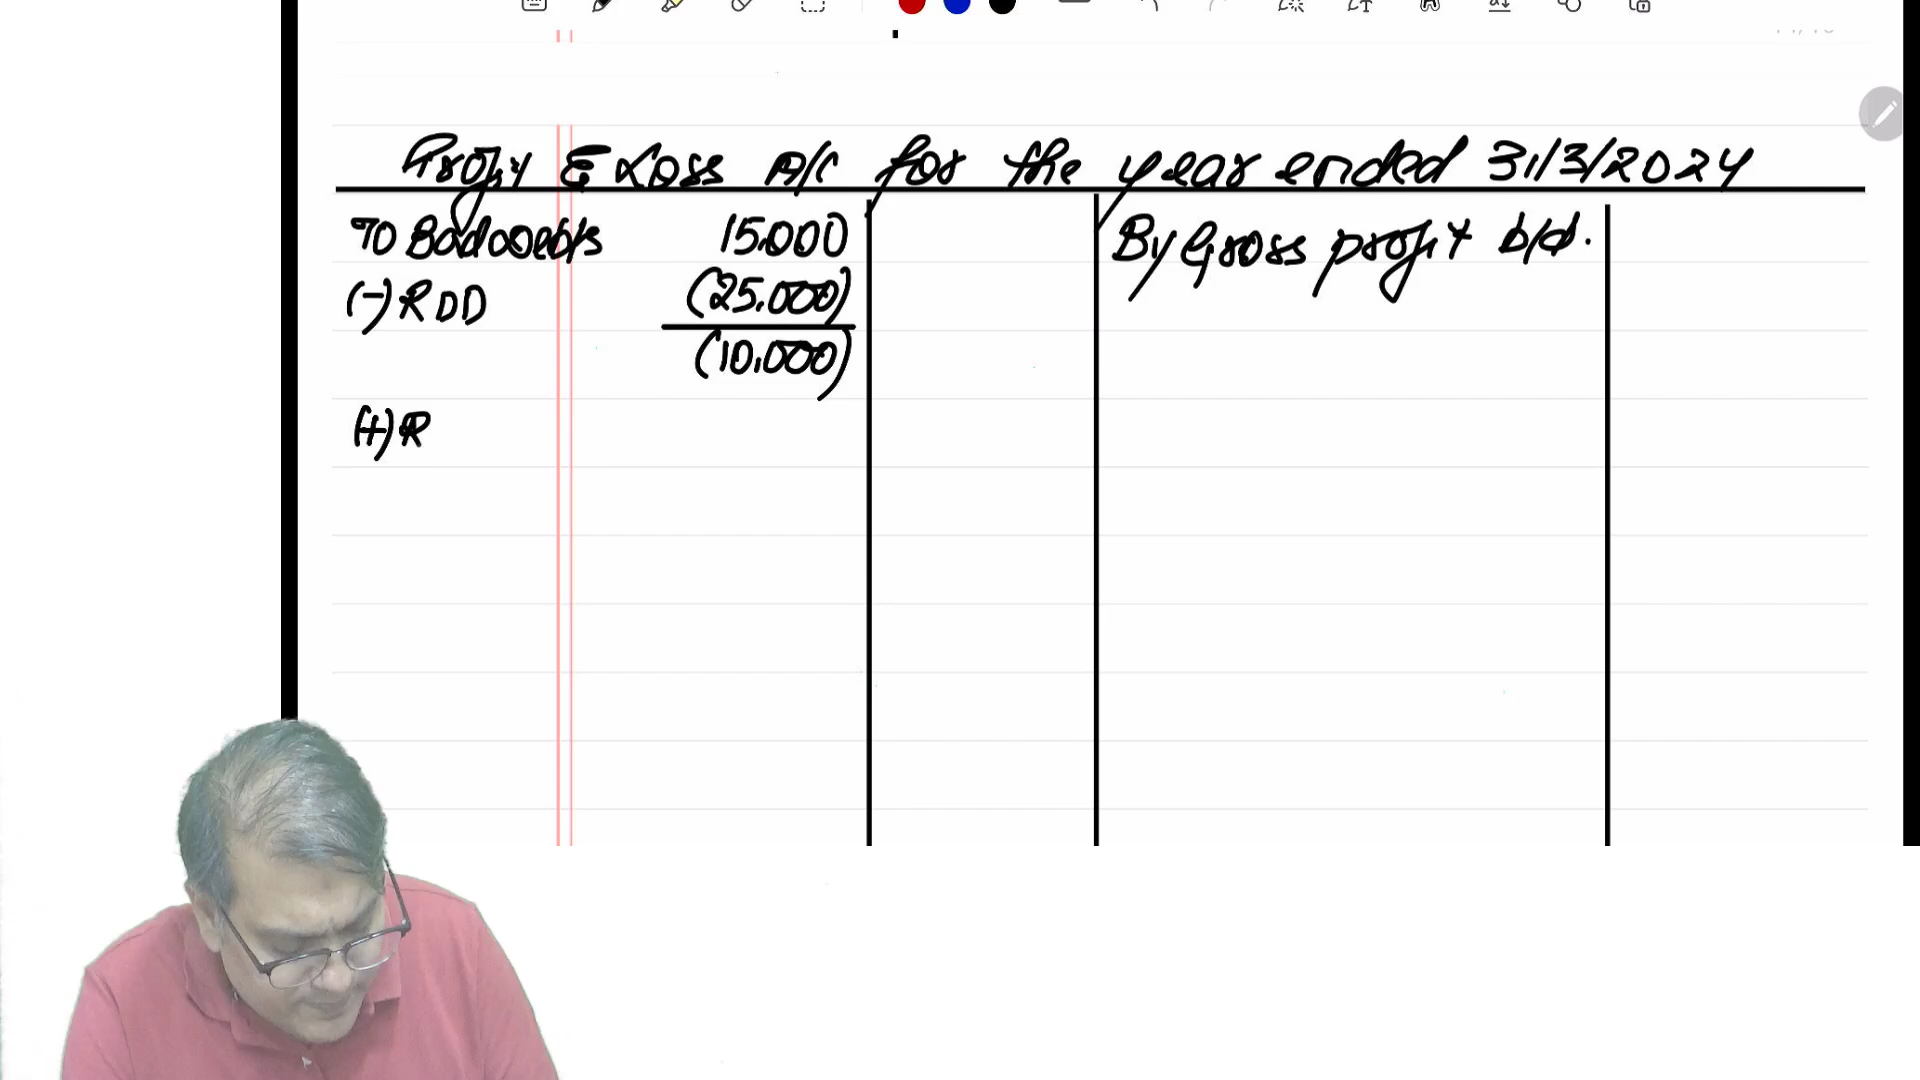 Profit & Loss A/c for the year ended 31/3/2024
To Bad debts 15,000
(-) RDD (25,000)
(10,000)
(+) R
By Gross profit b/d.